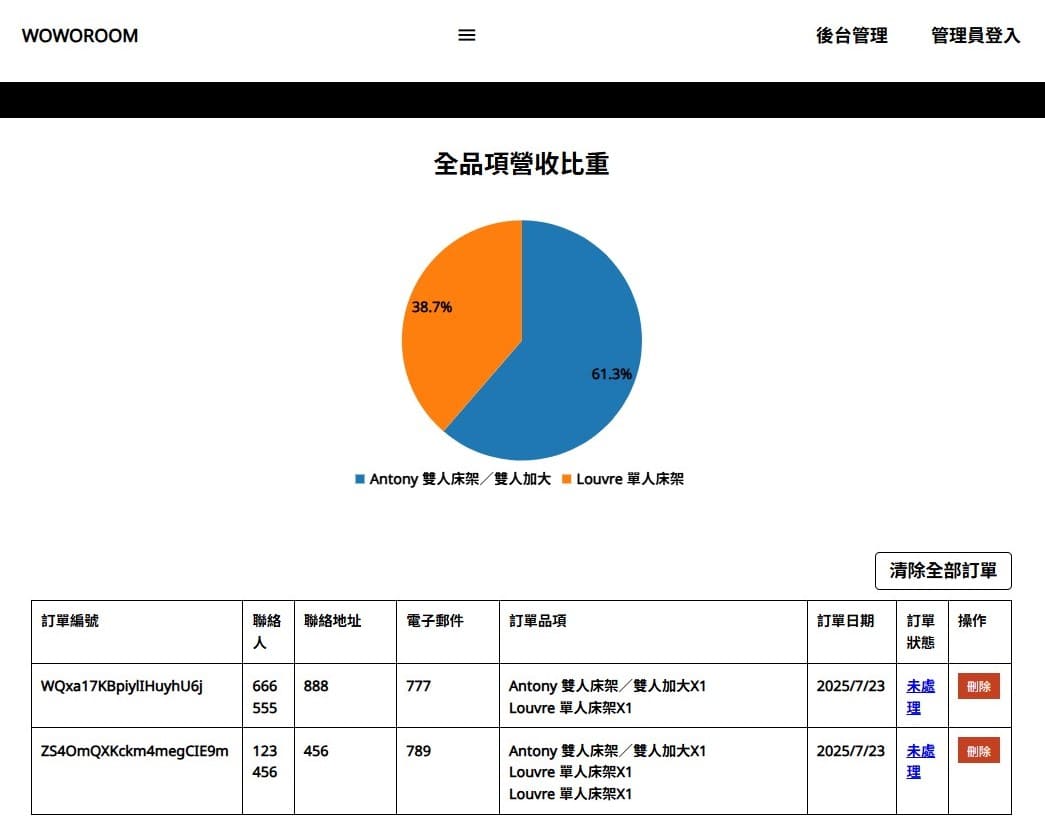 WOWOROOM
後台管理
管理員登入
全品項營收比重
38.7%
61.3%
Antony 雙人床架／雙人加大
Louvre 單人床架
清除全部訂單
訂單編號
聯絡
人
聯絡地址
電子郵件
訂單品項
訂單日期
訂單
狀態
操作
WQxa17KBpiylIHuyhU6j
666
555
888
777
Antony 雙人床架／雙人加大X1
Louvre 單人床架X1
2025/7/23
未處
理
刪除
ZS4OmQXKckm4megCIE9m
123
456
456
789
Antony 雙人床架／雙人加大X1
Louvre 單人床架X1
Louvre 單人床架X1
2025/7/23
未處
理
刪除